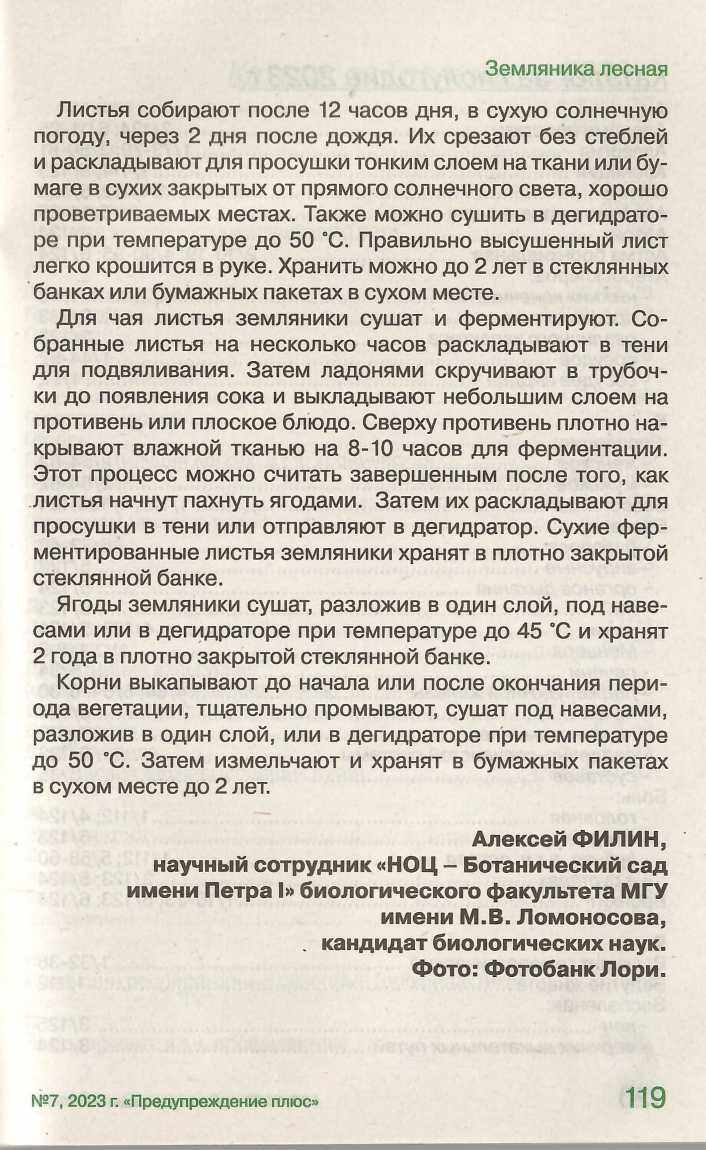 Земляника лесная
Листья собирают после 12 часов дня, в сухую солнечную
погоду, через 2 дня после дождя. Их срезают без стеблей
и раскладывают для просушки тонким слоем на ткани или бу-
маге в сухих закрытых от прямого солнечного света, хорошо
проветриваемых местах. Также можно сушить в дегидрато-
ре при температуре до 50 °С. Правильно высушенный лист
легко крошится в руке. Хранить можно до 2 лет в стеклянных
банках или бумажных пакетах в сухом месте.
Для чая листья земляники сушат и ферментируют. Со-
бранные листья на несколько часов раскладывают в тени
для подвяливания. Затем ладонями скручивают в трубоч-
ки до появления сока и выкладывают небольшим слоем на
противень или плоское блюдо. Сверху противень плотно на-
крывают влажной тканью на 8-10 часов для ферментации.
Этот процесс можно считать завершенным после того, как
листья начнут пахнуть ягодами. Затем их раскладывают для
просушки в тени или отправляют в дегидратор. Сухие фер-
ментированные листья земляники хранят в плотно закрытой
стеклянной банке.
Ягоды земляники сушат, разложив в один слой, под наве-
сами или в дегидраторе при температуре до 45 °С и хранят
2 года в плотно закрытой стеклянной банке.
Корни выкапывают до начала или после окончания пери-
ода вегетации, тщательно промывают, сушат под навесами,
разложив в один слой, или в дегидраторе при температуре
до 50 °С. Затем измельчают и хранят в бумажных пакетах
в сухом месте до 2 лет.
Алексей ФИЛИН,
научный сотрудник «НОЦ – Ботанический сад
имени Петра I» биологического факультета МГУ
имени М.В. Ломоносова,
кандидат биологических наук.
Фото: Фотобанк Лори.
№7, 2023 г. «Предупреждение плюс»
119